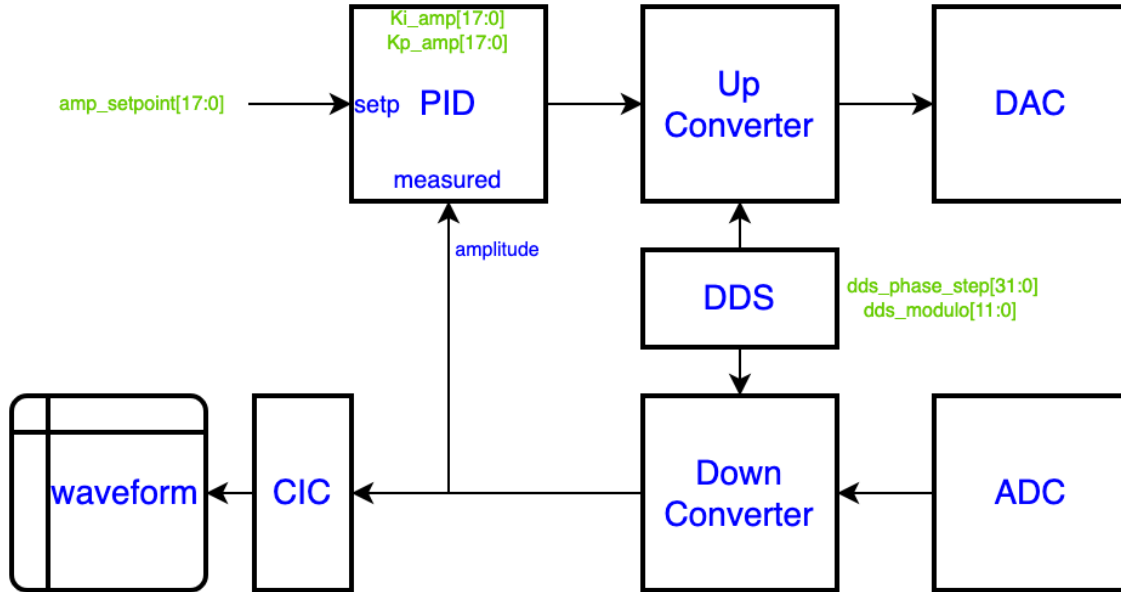 Ki_amp[17:0]
Kp_amp[17:0]
amp_setpoint[17:0]
setp
PID
measured
Up
Converter
DAC
amplitude
DDS
dds_phase_step[31:0]
dds_modulo[11:0]
waveform
CIC
Down
Converter
ADC